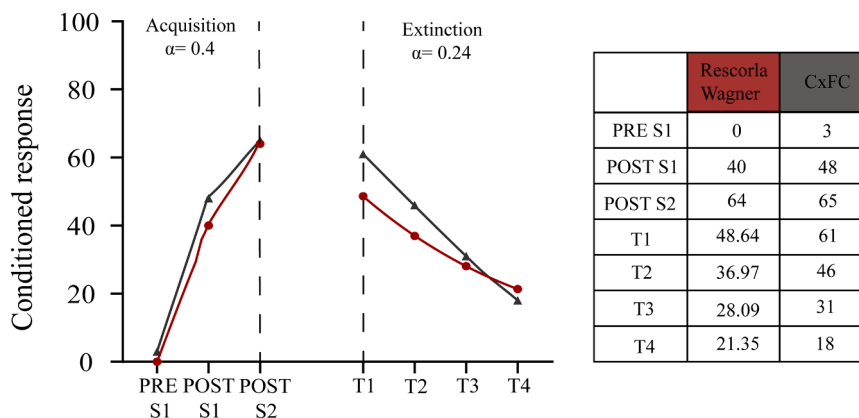 Acquisition
α= 0.4
Extinction
α= 0.24
Conditioned response
100
80
60
40
20
0
PRE S1
POST S1
POST S2
T1
T2
T3
T4
Rescorla Wagner
CxFC
PRE S1 0 3
POST S1 40 48
POST S2 64 65
T1 48.64 61
T2 36.97 46
T3 28.09 31
T4 21.35 18